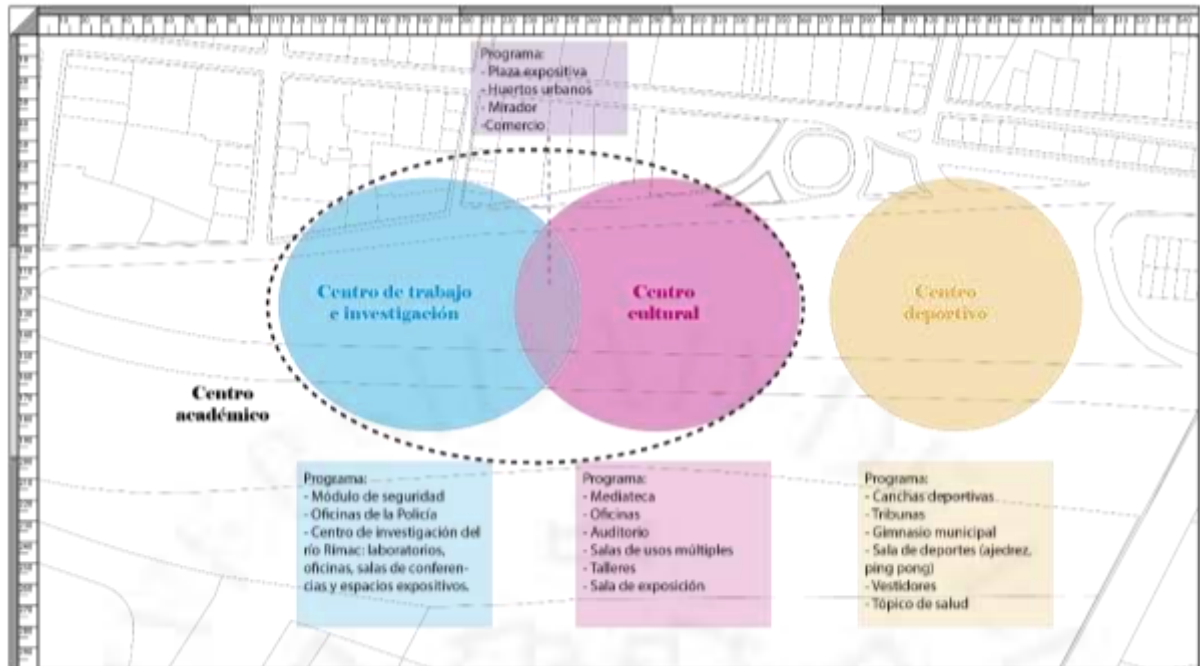 Programa:
- Plaza expositiva
- Huertos urbanos
- Mirador
-Comercio
Centro de trabajo
e investigación
Centro
cultural
Centro
deportivo
Centro
académico
Programa:
- Módulo de seguridad
- Oficinas de la Policía
- Centro de investigación del
río Rímac: laboratorios,
oficinas, salas de conferen-
cias y espacios expositivos.
Programa:
- Mediateca
- Oficinas
- Auditorio
- Salas de usos múltiples
- Talleres
- Sala de exposición
Programa:
- Canchas deportivas
- Tribunas
- Gimnasio municipal
- Sala de deportes (ajedrez,
ping pong)
- Vestidores
- Tópico de salud